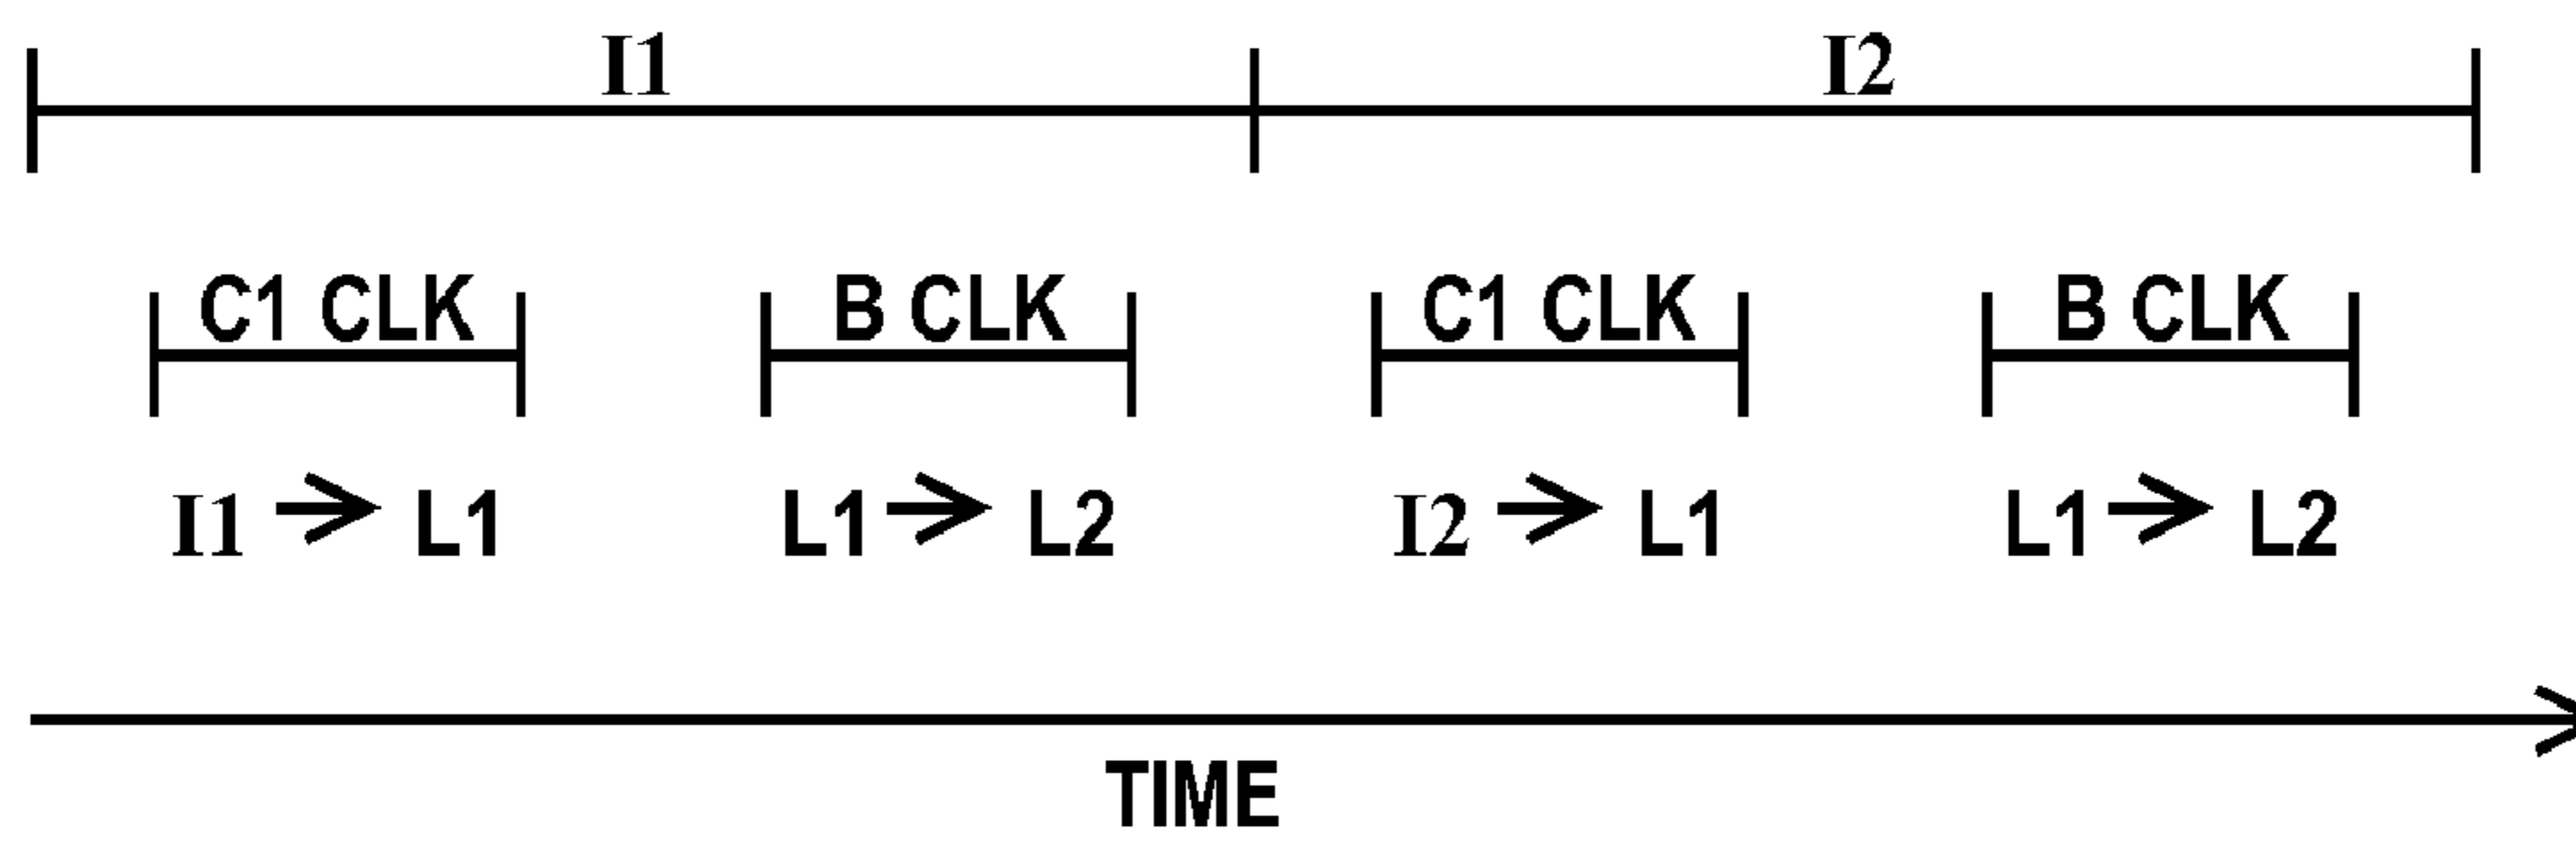 I1 I2
C1 CLK B CLK C1 CLK B CLK
I1 → L1 L1 → L2 I2 → L1 L1 → L2
TIME